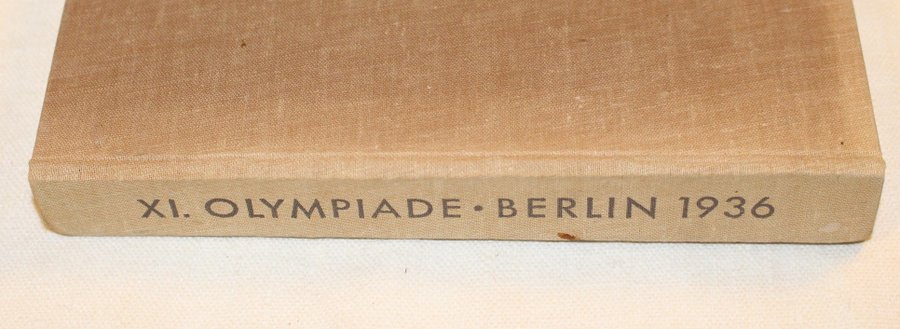 XI. OLYMPIADE • BERLIN 1936